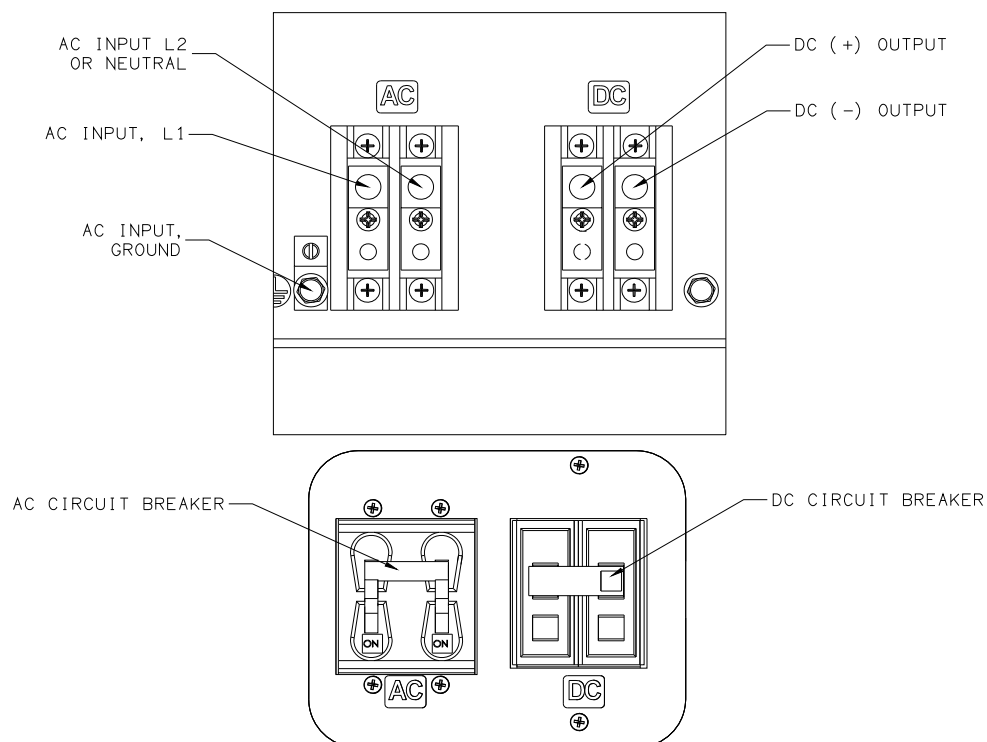 AC INPUT L2
OR NEUTRAL
DC (+) OUTPUT
AC
DC
DC (-) OUTPUT
AC INPUT, L1
AC INPUT,
GROUND
AC CIRCUIT BREAKER
DC CIRCUIT BREAKER
ON
ON
AC
DC